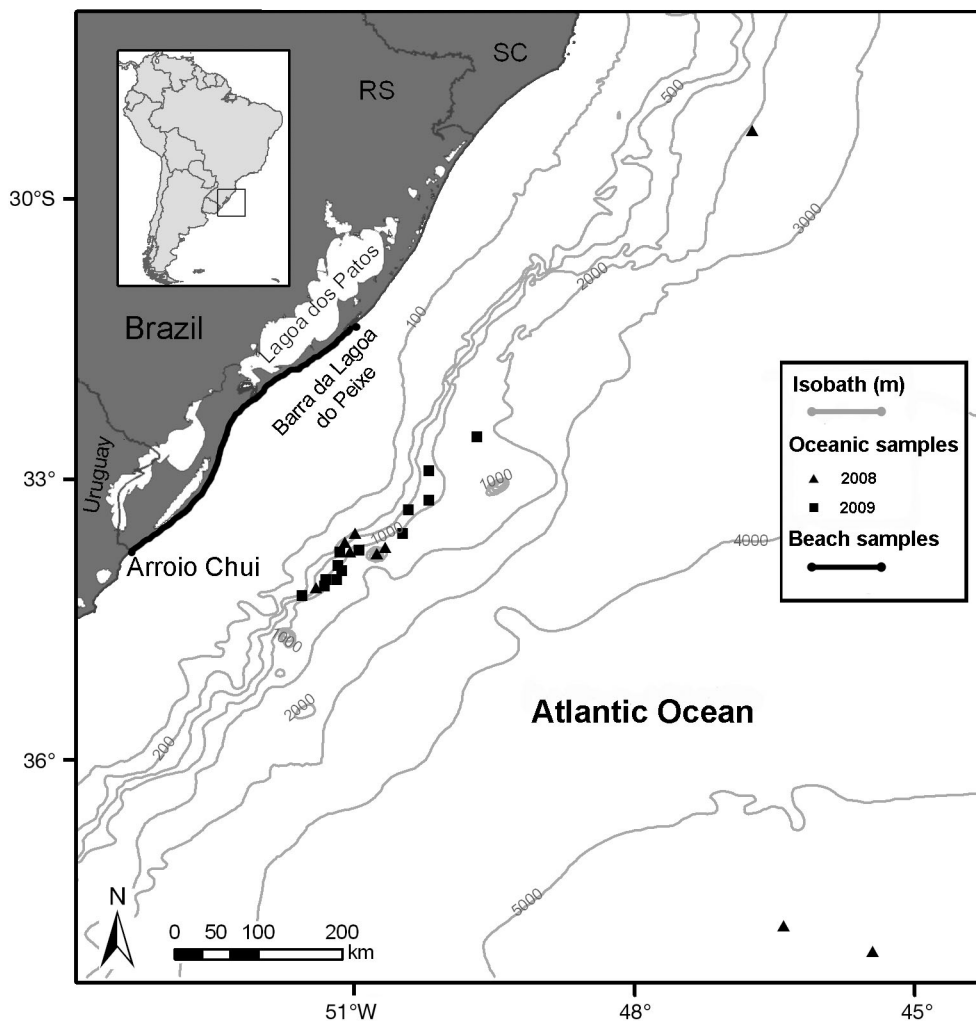 SC
RS
500
30°S
3000
2000
Lagoa dos Patos
100
Brazil
Barra da Lagoa
do Peixe
Isobath (m)
Oceanic samples
2008
2009
Beach samples
Uruguay
33°S
1000
1000
4000
Arroio Chui
1000
2000
Atlantic Ocean
200
36°
5000
N
0 50 100 200
km
51°W
48°
45°